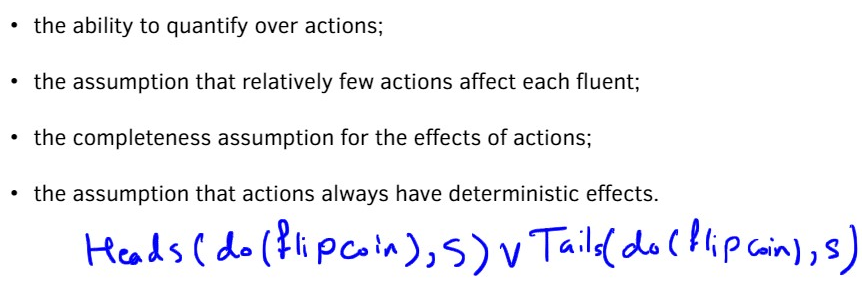 • the ability to quantify over actions;
• the assumption that relatively few actions affect each fluent;
• the completeness assumption for the effects of actions;
• the assumption that actions always have deterministic effects.
Heads(do(flipcoin),S) ∨ Tails(do(flipcoin),S)